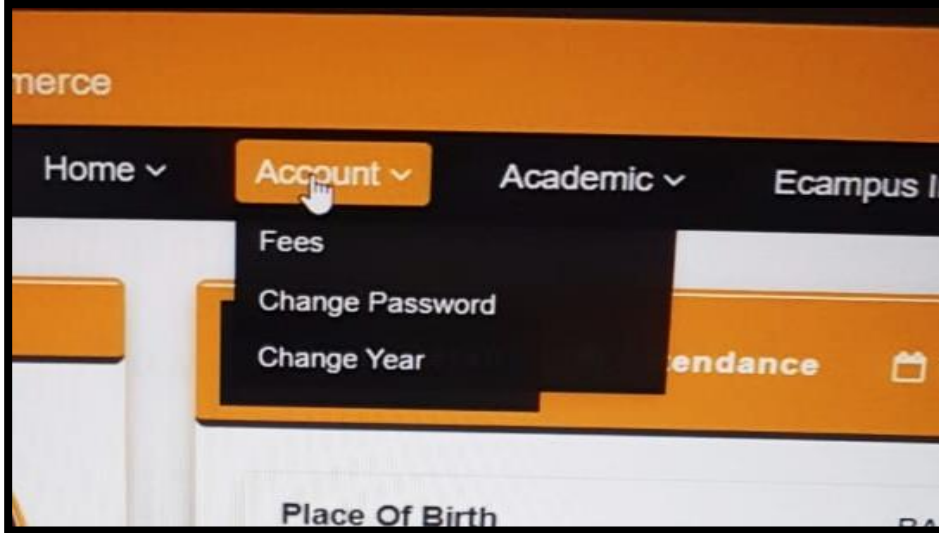 merce
Home Account Academic Ecampus I
Fees
Change Password
Change Year
endance
Place Of Birth